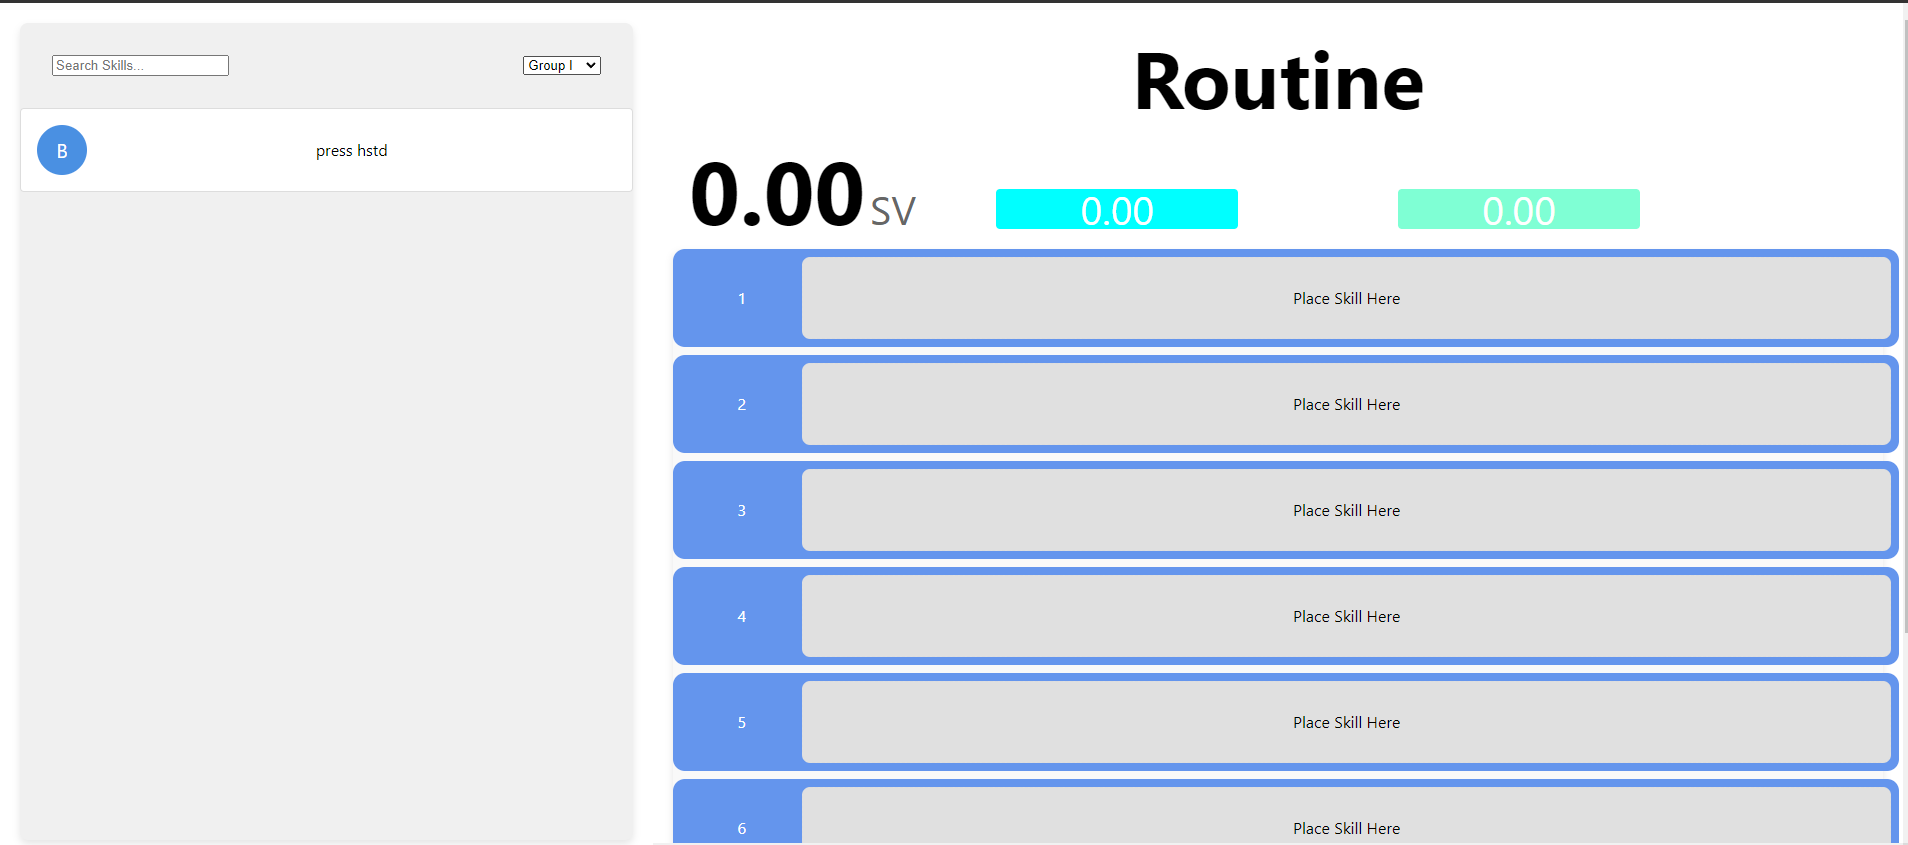 Search Skills...
Group I
B
press hstd
Routine
0.00 SV
0.00
0.00
1
Place Skill Here
2
Place Skill Here
3
Place Skill Here
4
Place Skill Here
5
Place Skill Here
6
Place Skill Here